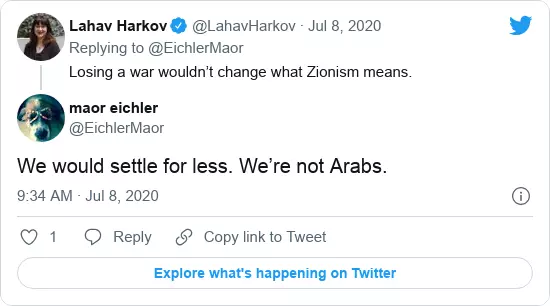 Lahav Harkov @LahavHarkov · Jul 8, 2020
Replying to @EichlerMaor
Losing a war wouldn’t change what Zionism means.
maor eichler
@EichlerMaor
We would settle for less. We’re not Arabs.
9:34 AM · Jul 8, 2020
1 Reply Copy link to Tweet
Explore what's happening on Twitter